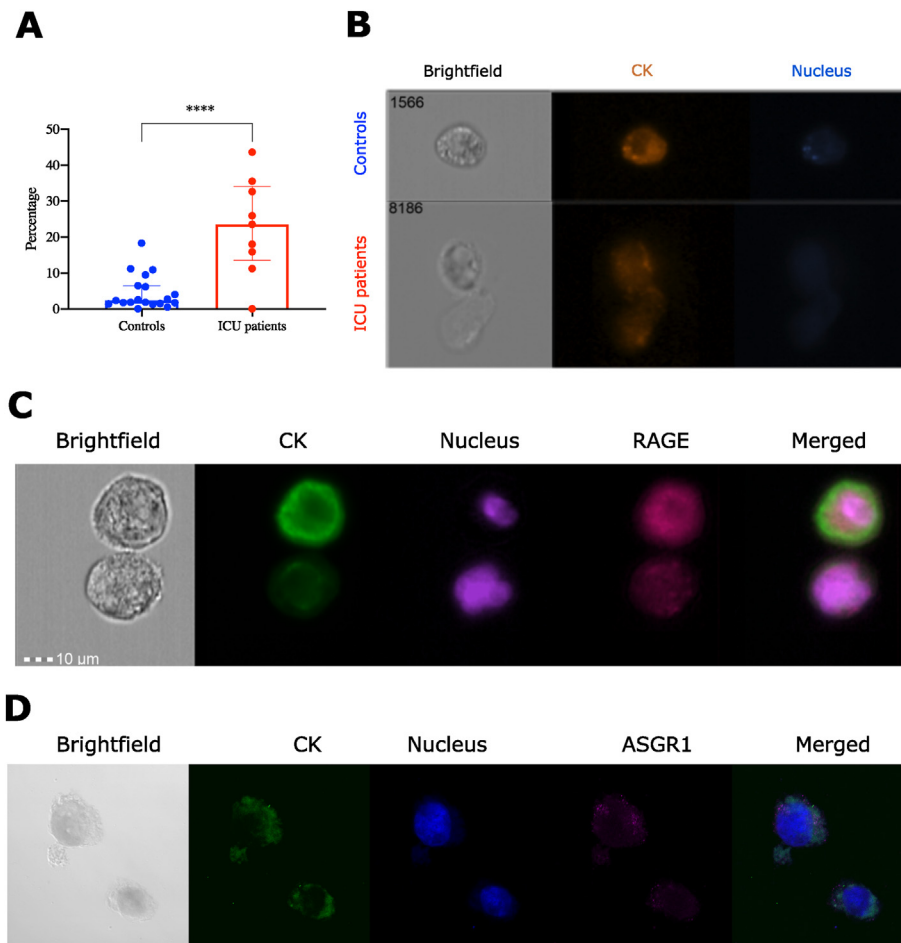 A
****
50
40
30
20
10
0
Percentage
Controls
ICU patients
B
Brightfield
CK
Nucleus
Controls
1566
ICU patients
8186
C
Brightfield
CK
Nucleus
RAGE
Merged
10 µm
D
Brightfield
CK
Nucleus
ASGR1
Merged